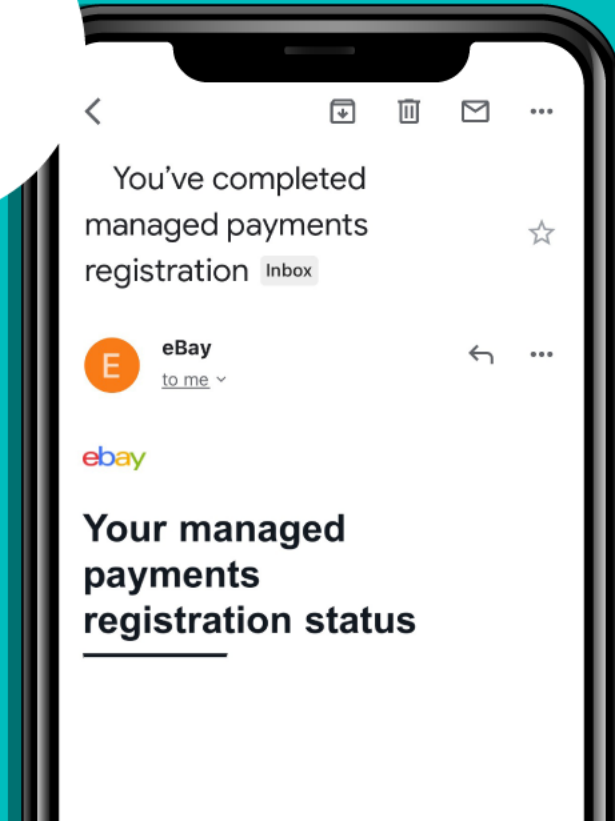 You’ve completed
managed payments
registration Inbox
E
eBay
to me
ebay
Your managed
payments
registration status